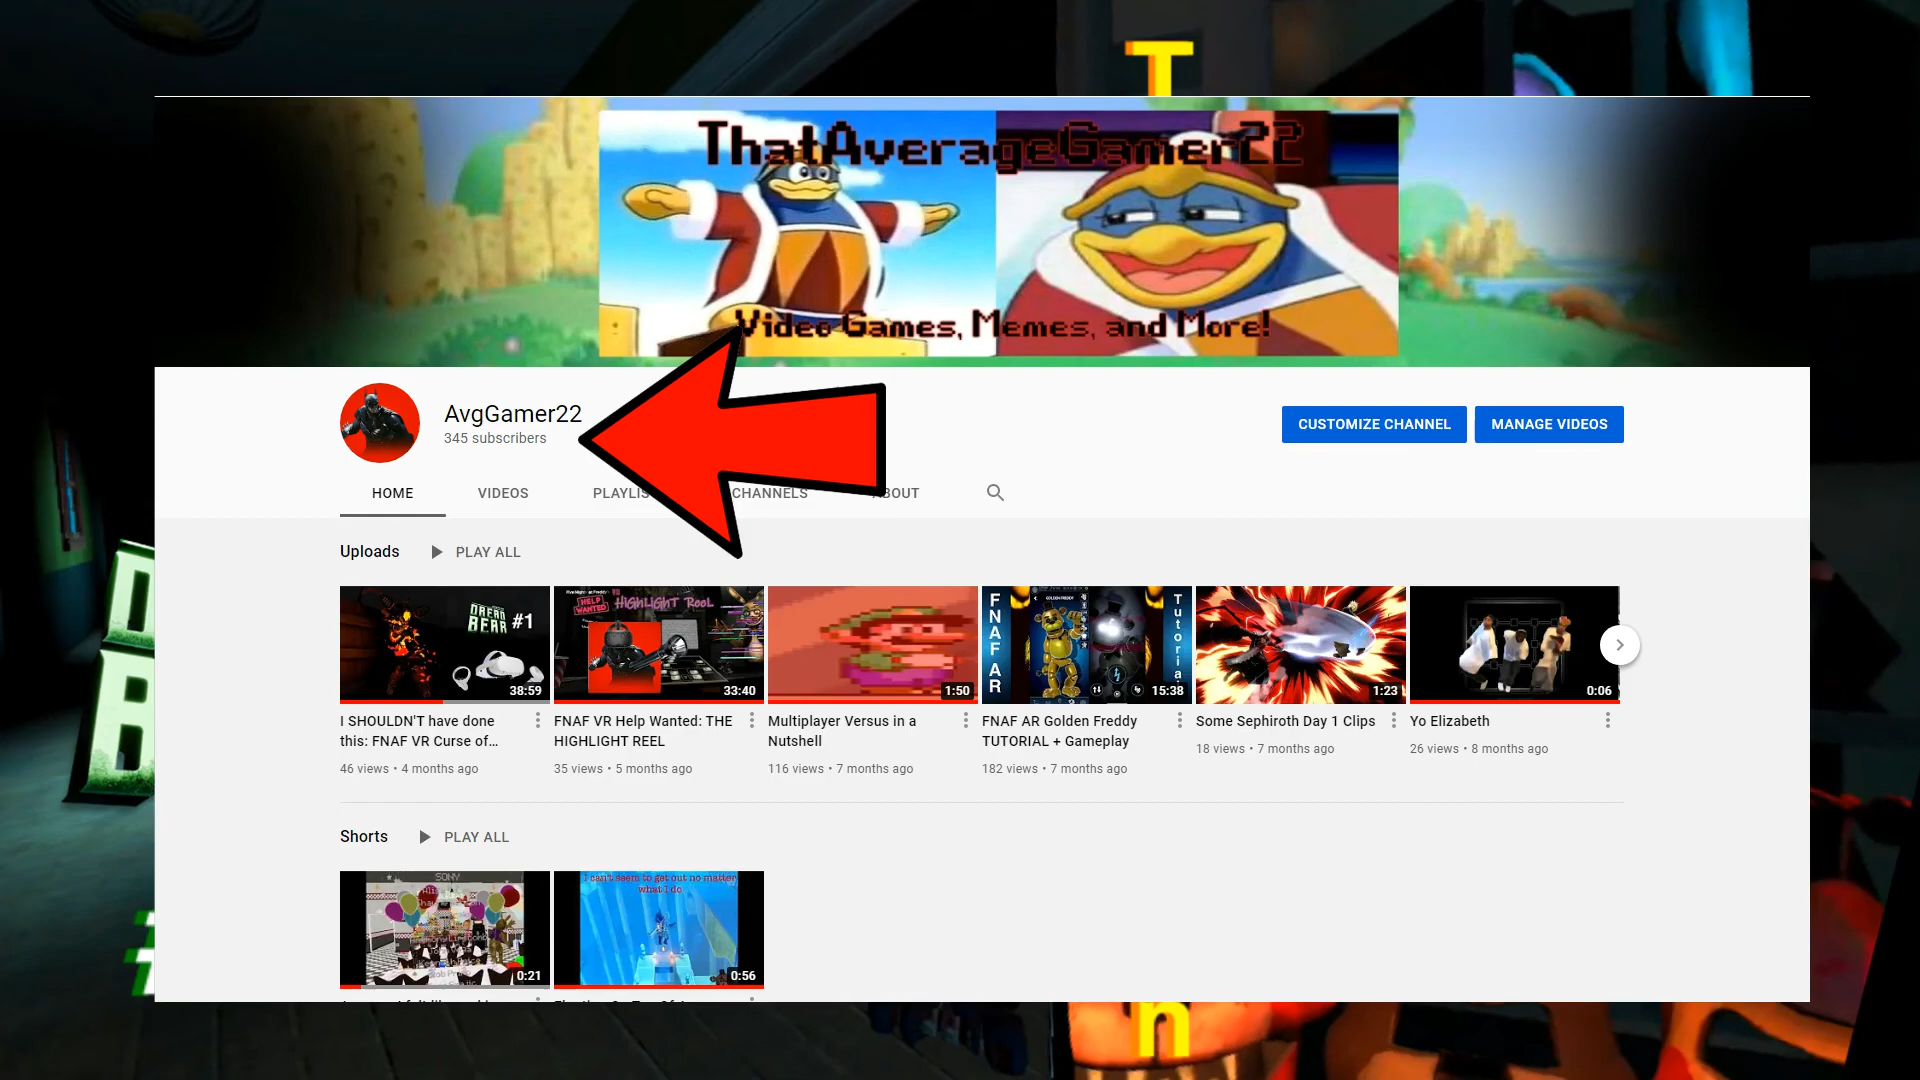 T
ThatAverageGamer22
Video Games, Memes, and More!
AvgGamer22
345 subscribers
CUSTOMIZE CHANNEL
MANAGE VIDEOS
HOME
VIDEOS
PLAYLIS
CHANNELS
BOUT
Uploads
PLAY ALL
DREAD
BEAR
#1
38:59
HELP
WANTED
HIGHLIGHT REEL
33:40
1:50
FNAF AR
GOLDEN FREDDY
Tutorial
15:38
1:23
0:06
I SHOULDN'T have done
this: FNAF VR Curse of...
46 views • 4 months ago
FNAF VR Help Wanted: THE
HIGHLIGHT REEL
35 views • 5 months ago
Multiplayer Versus in a
Nutshell
116 views • 7 months ago
FNAF AR Golden Freddy
TUTORIAL + Gameplay
182 views • 7 months ago
Some Sephiroth Day 1 Clips
18 views • 7 months ago
Yo Elizabeth
26 views • 8 months ago
Shorts
PLAY ALL
SONY
0:21
I can't seem to get out no matter
what I do
0:56
D
B
#
n